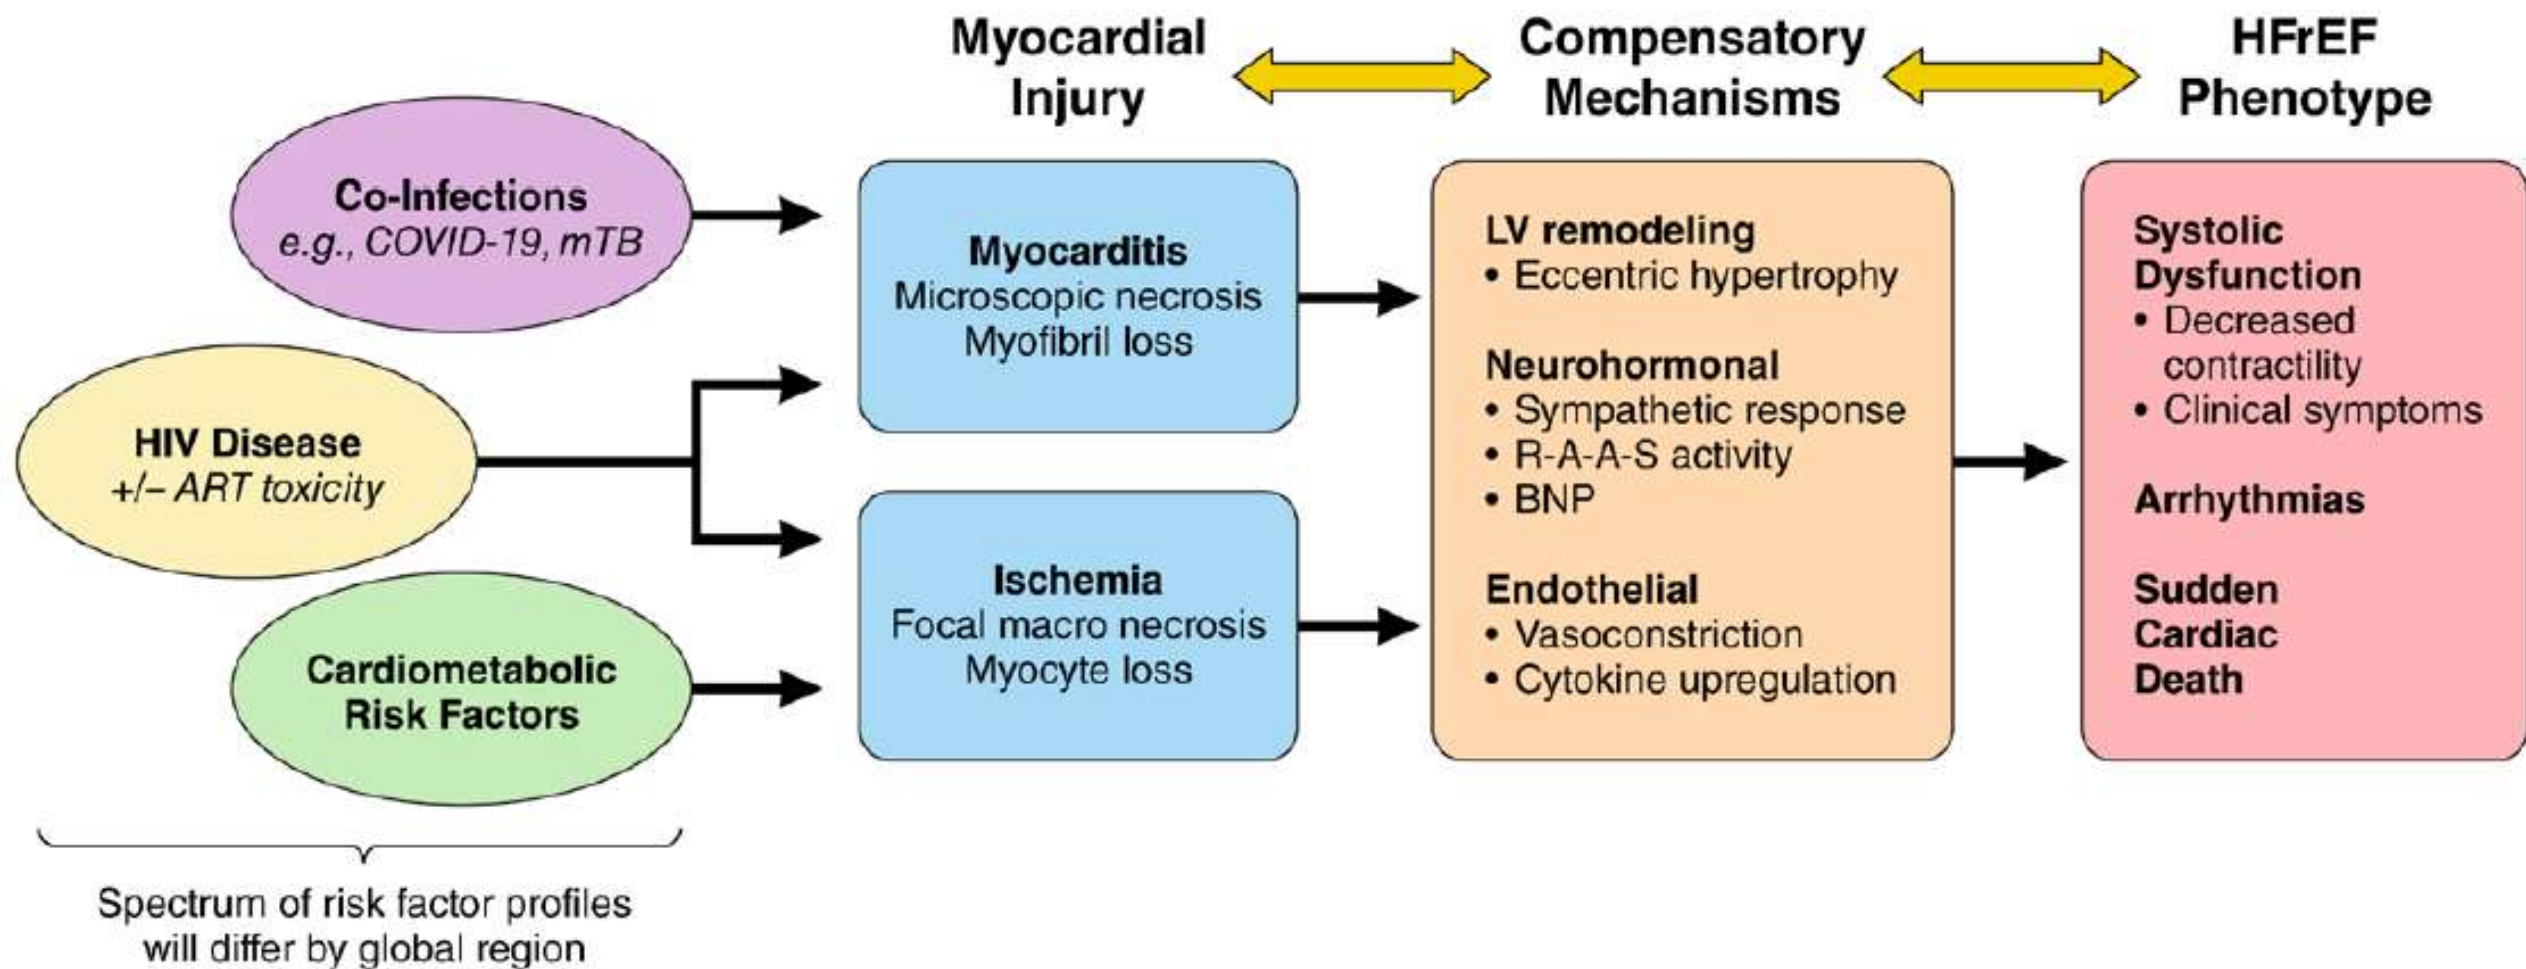 Myocardial
Injury
Compensatory
Mechanisms
HFrEF
Phenotype
Co-Infections
e.g., COVID-19, mTB
HIV Disease
+/– ART toxicity
Cardiometabolic
Risk Factors
Spectrum of risk factor profiles
will differ by global region
Myocarditis
Microscopic necrosis
Myofibril loss
Ischemia
Focal macro necrosis
Myocyte loss
LV remodeling
• Eccentric hypertrophy
Neurohormonal
• Sympathetic response
• R-A-A-S activity
• BNP
Endothelial
• Vasoconstriction
• Cytokine upregulation
Systolic
Dysfunction
• Decreased
contractility
• Clinical symptoms
Arrhythmias
Sudden
Cardiac
Death